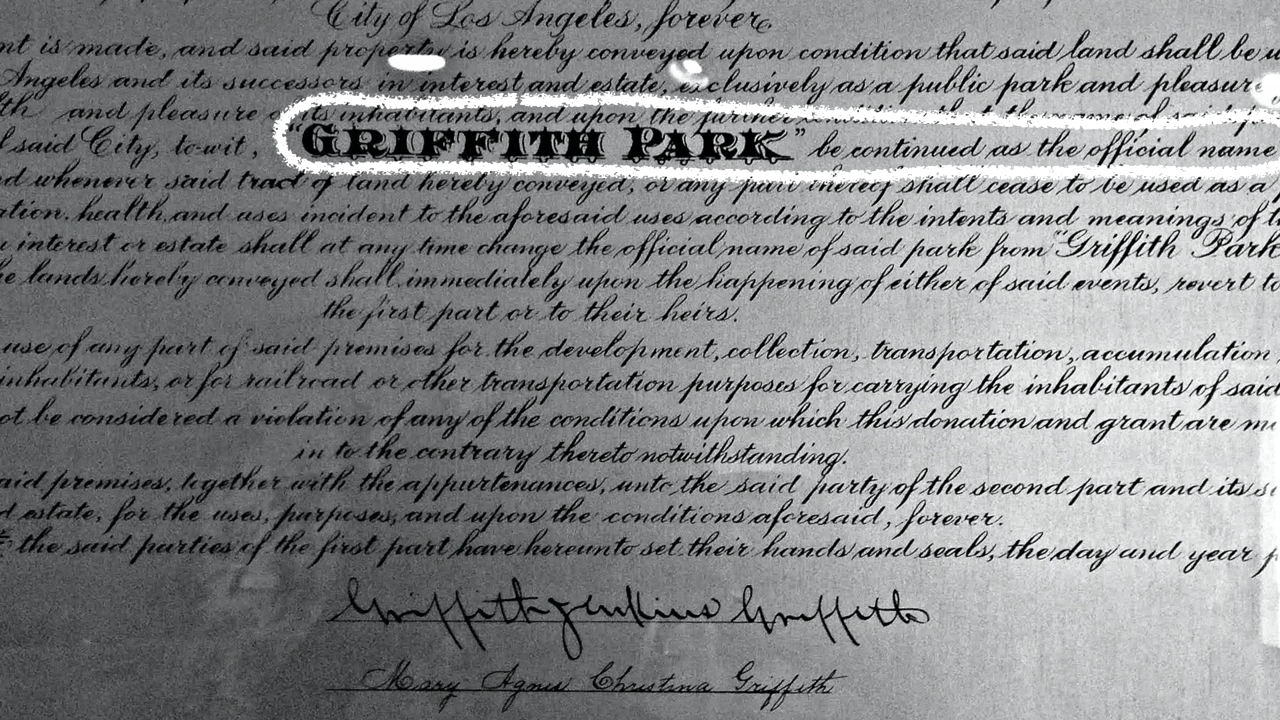 City of Los Angeles, forever.
nt is made, and said property is hereby conveyed upon condition that said land shall be u
Angeles and its successors in interest and estate, exclusively as a public park and pleasure
lth and pleasure of its inhabitants, and upon the further condition that the name of said p
l said City, to-wit, "GRIFFITH PARK" be continued as the official name
nd whenever said tract of land hereby conveyed, or any part thereof shall cease to be used as a
ation, health, and uses incident to the aforesaid uses according to the intents and meanings of t
n interest or estate shall at any time change the official name of said park from "Griffith Park
he lands hereby conveyed shall immediately upon the happening of either of said events, revert to
the first part or to their heirs.
use of any part of said premises for the development, collection, transportation, accumulation
inhabitants, or for railroad or other transportation purposes for carrying the inhabitants of said
ot be considered a violation of any of the conditions upon which this donation and grant are m
in to the contrary thereto notwithstanding.
aid premises, together with the appurtenances, unto the said party of the second part and its s
d estate, for the uses, purposes, and upon the conditions aforesaid, forever.
the said parties of the first part have hereunto set their hands and seals, the day and year
Griffith Jenkins Griffith
Mary Agnes Christina Griffith